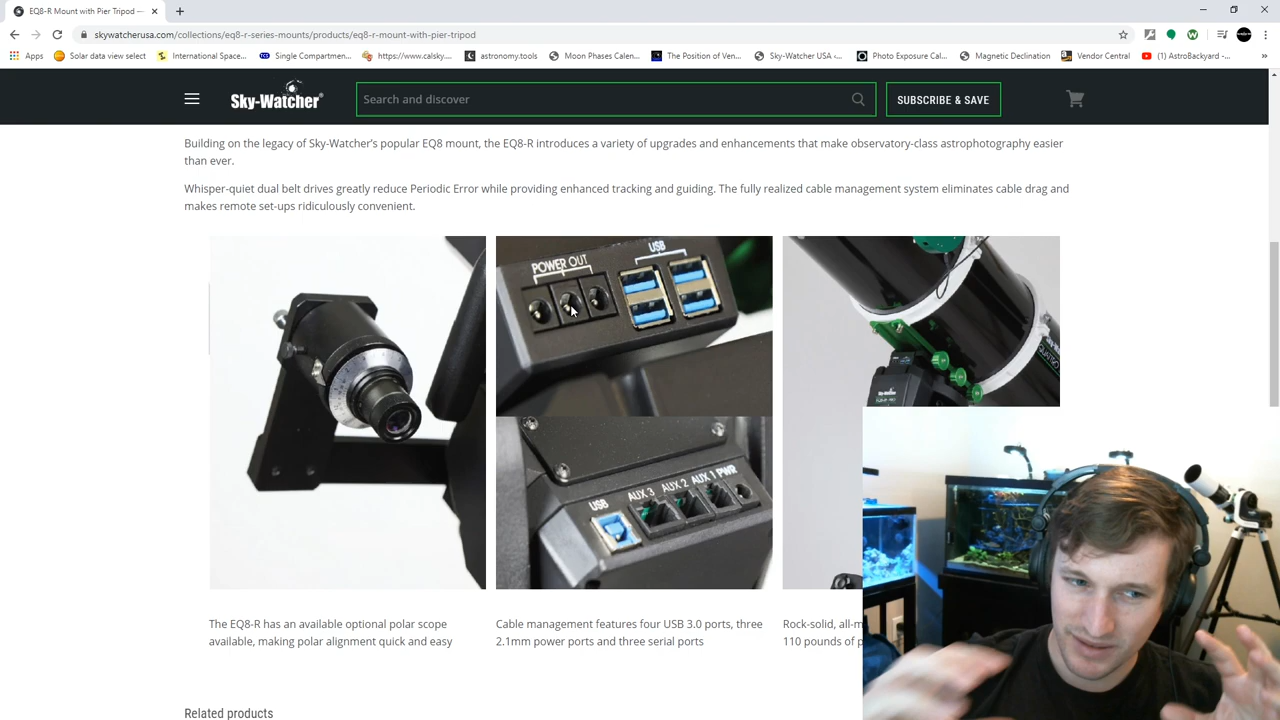 EQ8-R Mount with Pier Tripod —
skywatcherusa.com/collections/eq8-r-series-mounts/products/eq8-r-mount-with-pier-tripod
Apps Solar data view select International Space... Single Compartmen... https://www.calsky.... astronomy.tools Moon Phases Calen... The Position of Ven... Sky-Watcher USA ‹... Photo Exposure Cal... Magnetic Declination Vendor Central (1) AstroBackyard -... »
Sky-Watcher® Search and discover SUBSCRIBE & SAVE
Building on the legacy of Sky-Watcher's popular EQ8 mount, the EQ8-R introduces a variety of upgrades and enhancements that make observatory-class astrophotography easier
than ever.
Whisper-quiet dual belt drives greatly reduce Periodic Error while providing enhanced tracking and guiding. The fully realized cable management system eliminates cable drag and
makes remote set-ups ridiculously convenient.
POWER OUT USB
USB AUX 3 AUX 2 AUX 1 PWR
QUATTRO
Sky-Watcher
The EQ8-R has an available optional polar scope
available, making polar alignment quick and easy
Cable management features four USB 3.0 ports, three
2.1mm power ports and three serial ports
Rock-solid, all-m
110 pounds of p
Related products